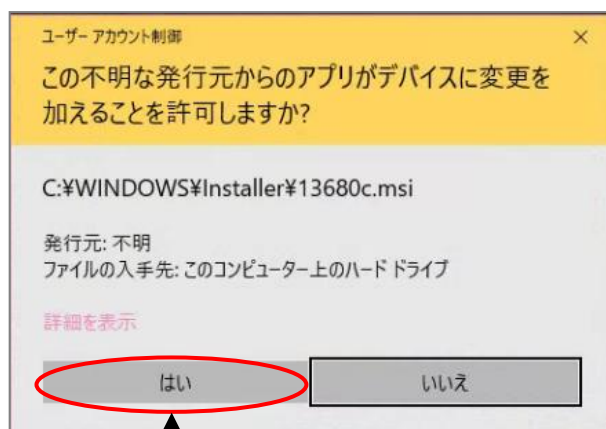 ユーザー アカウント制御
×
この不明な発行元からのアプリがデバイスに変更を
加えることを許可しますか?
C:¥WINDOWS¥Installer¥13680c.msi
発行元: 不明
ファイルの入手先: このコンピューター上のハード ドライブ
詳細を表示
はい
いいえ